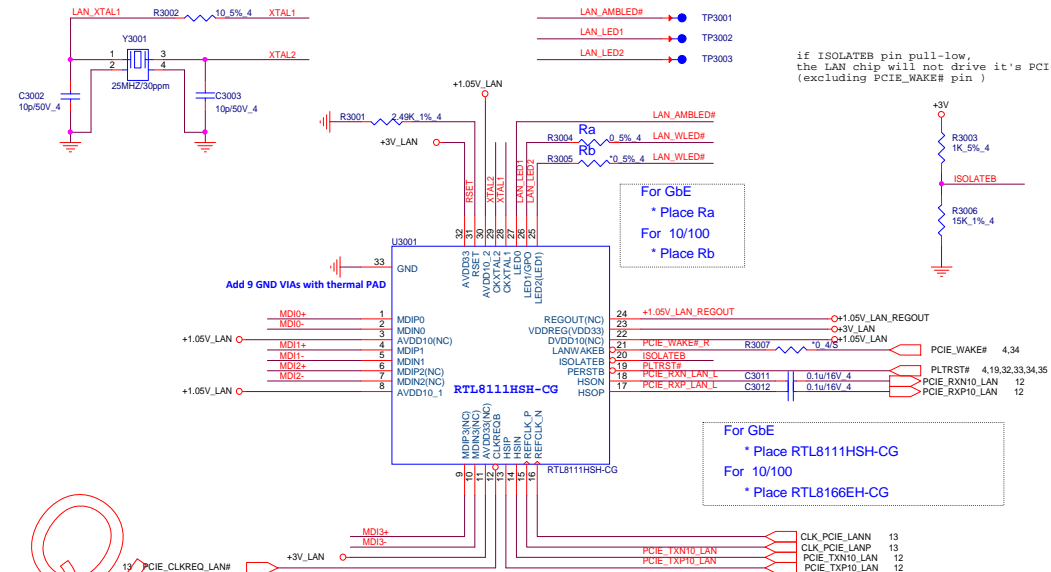 LAN_XTAL1
R3002
10_5%_4
XTAL1
Y3001
1
3
2
4
XTAL2
25MHZ/30ppm
C3002
10p/50V_4
C3003
10p/50V_4
LAN_AMBLED#
TP3001
LAN_LED1
TP3002
LAN_LED2
TP3003
if ISOLATEB pin pull-low,
the LAN chip will not drive it's PCI
(excluding PCIE_WAKE# pin )
+1.05V_LAN
R3001
2.49K_1%_4
+3V_LAN
LAN_AMBLED#
Ra
R3004
0_5%_4
LAN_WLED#
Rb
R3005
*0_5%_4
LAN_WLED#
+3V
R3003
1K_5%_4
ISOLATEB
R3006
15K_1%_4
For GbE
* Place Ra
For 10/100
* Place Rb
RSET
XTAL2
XTAL1
LAN_LED1
LAN_LED2
32
31
30
29
28
27
26
25
U3001
AVDD33
RSET
AVDD10_2
CKXTAL2
CKXTAL1
LED0
LED1/GPO
LED2(LED1)
33
GND
Add 9 GND VIAs with thermal PAD
MDI0+
1
MDIP0
MDI0-
2
MDIN0
+1.05V_LAN
3
AVDD10(NC)
MDI1+
4
MDIP1
MDI1-
5
MDIN1
MDI2+
6
MDIP2(NC)
MDI2-
7
MDIN2(NC)
+1.05V_LAN
8
AVDD10_1
RTL8111HSH-CG
REGOUT(NC)
24
+1.05V_LAN_REGOUT
+1.05V_LAN_REGOUT
VDDREG(VDD33)
23
+3V_LAN
DVDD10(NC)
22
+1.05V_LAN
LANWAKEB
21
PCIE_WAKE#_R
R3007
*0_4/S
PCIE_WAKE#
4,34
ISOLATEB
20
ISOLATEB
PERSTB
19
PLTRST#
PLTRST#
4,19,32,33,34,35
HSON
18
PCIE_RXN_LAN_L
C3011
0.1u/16V_4
PCIE_RXN10_LAN
12
HSOP
17
PCIE_RXP_LAN_L
C3012
0.1u/16V_4
PCIE_RXP10_LAN
12
MDIP3(NC)
MDIN3(NC)
AVDD33(NC)
CLKREQB
HSIP
HSIN
REFCLK_P
REFCLK_N
RTL8111HSH-CG
9
10
11
12
13
14
15
16
For GbE
* Place RTL8111HSH-CG
For 10/100
* Place RTL8166EH-CG
MDI3+
MDI3-
+3V_LAN
CLK_PCIE_LANN
13
CLK_PCIE_LANP
13
PCIE_TXN10_LAN
PCIE_TXN10_LAN
12
PCIE_TXP10_LAN
PCIE_TXP10_LAN
12
13
PCIE_CLKREQ_LAN#